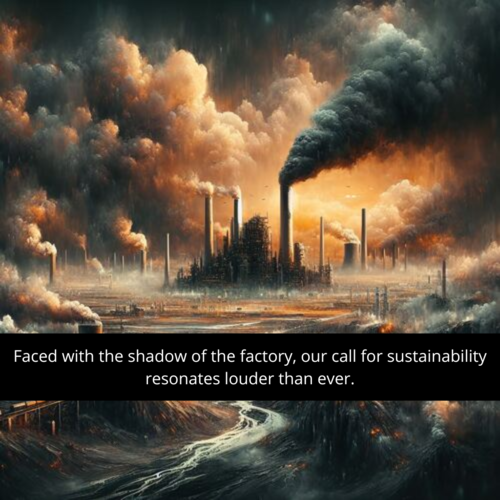 Faced with the shadow of the factory, our call for sustainability
resonates louder than ever.